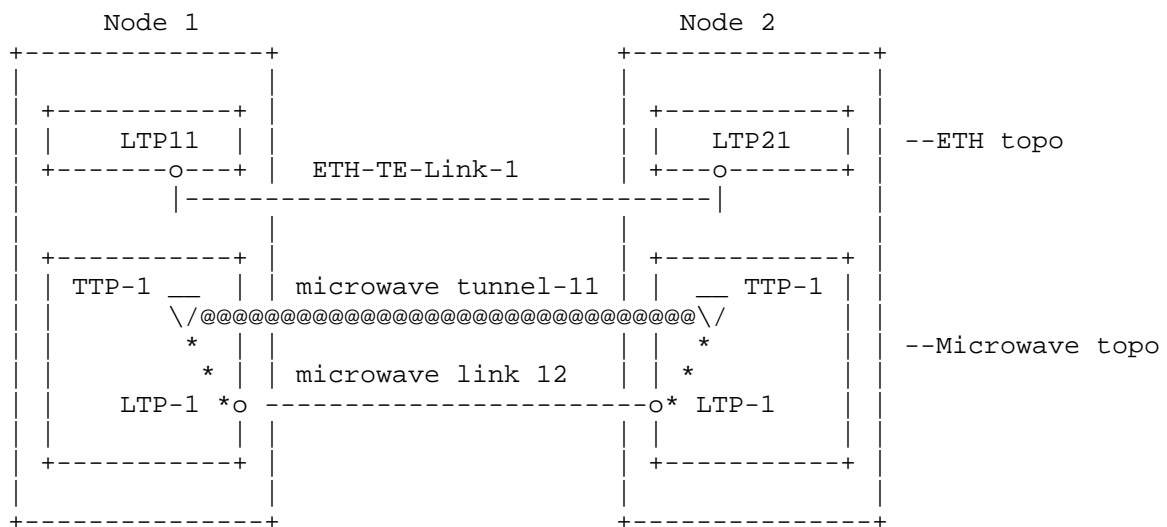 Node 1 Node 2
LTP11 LTP21 --ETH topo
ETH-TE-Link-1
TTP-1 microwave tunnel-11 TTP-1
--Microwave topo
microwave link 12
LTP-1 LTP-1